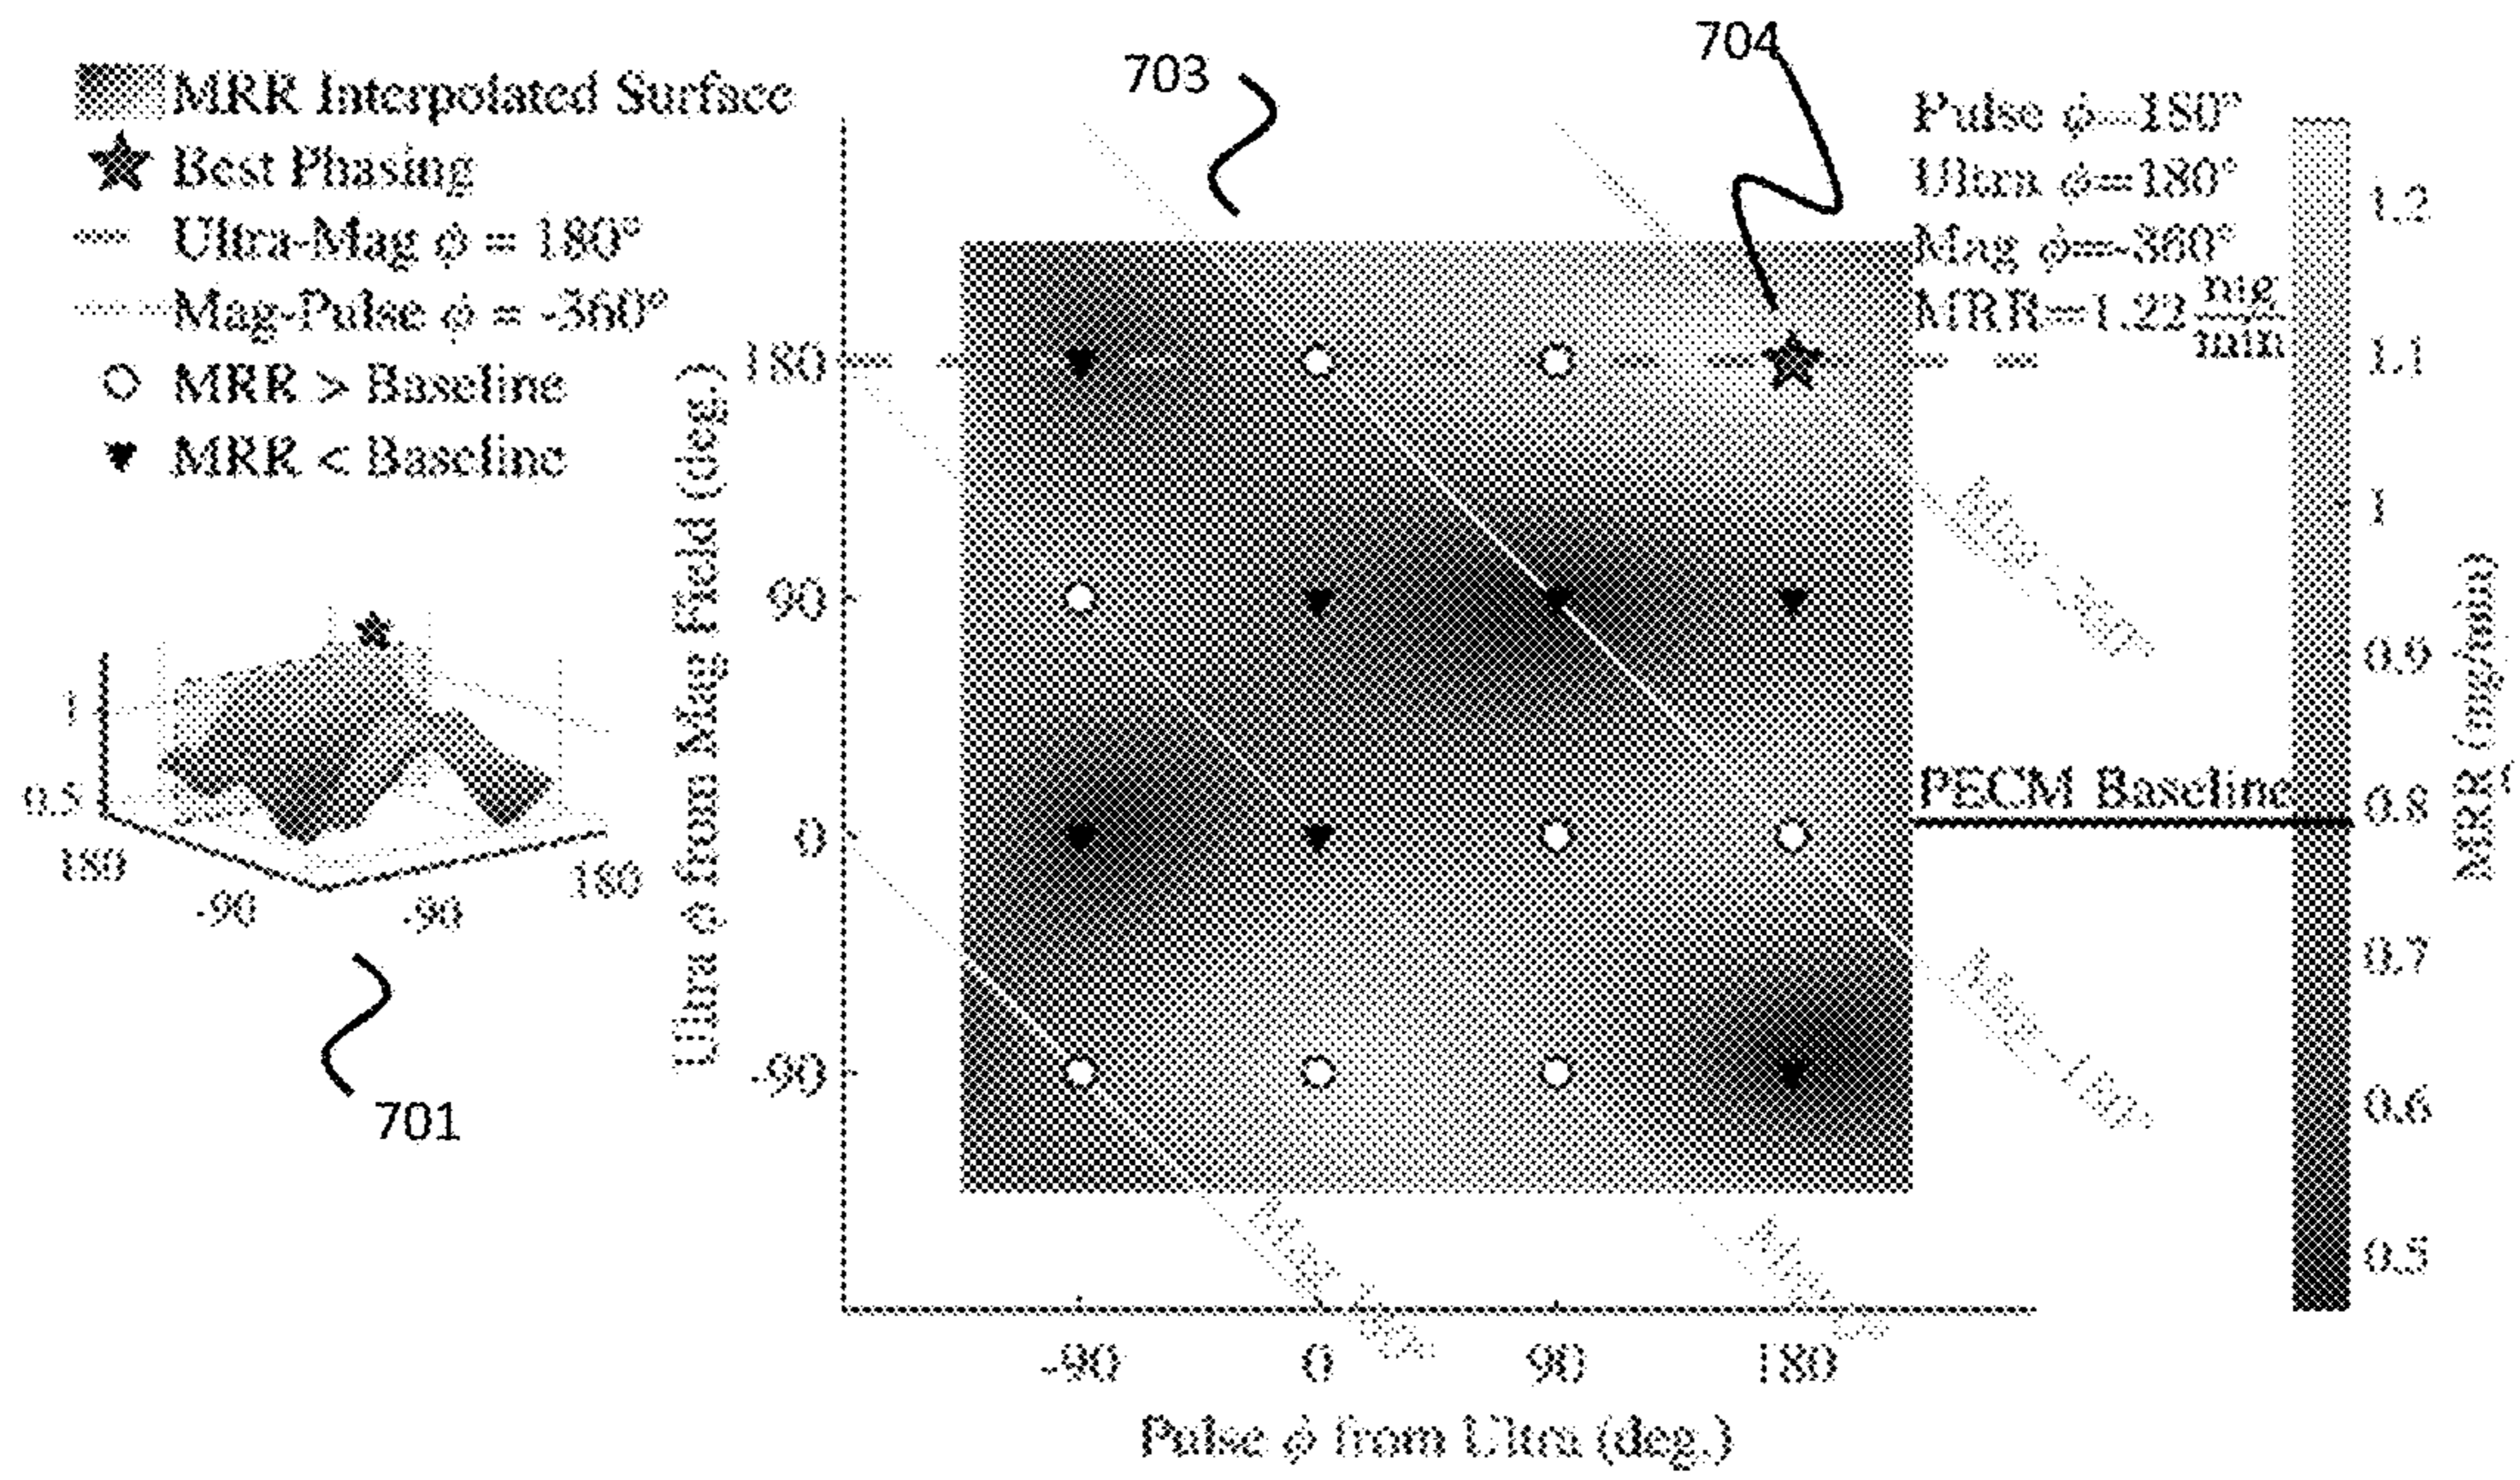 703
704
MRR Interpolated Surface
Best Phasing
Ultra-Mag ϕ = 180°
Mag-Pulse ϕ = -360°
MRR > Baseline
MRR < Baseline
Pulse ϕ=180°
Ultra ϕ=180°
Mag ϕ=-360°
MRR=1.22 mg/min
Ultra ϕ from Mag Field (deg.)
180
90
0
-90
-90
0
90
180
Pulse ϕ from Ultra (deg.)
PECM Baseline
1.2
1.1
1
0.9
0.8
0.7
0.6
0.5
MRR (mg/min)
1
0.5
180
-90
-90
180
701